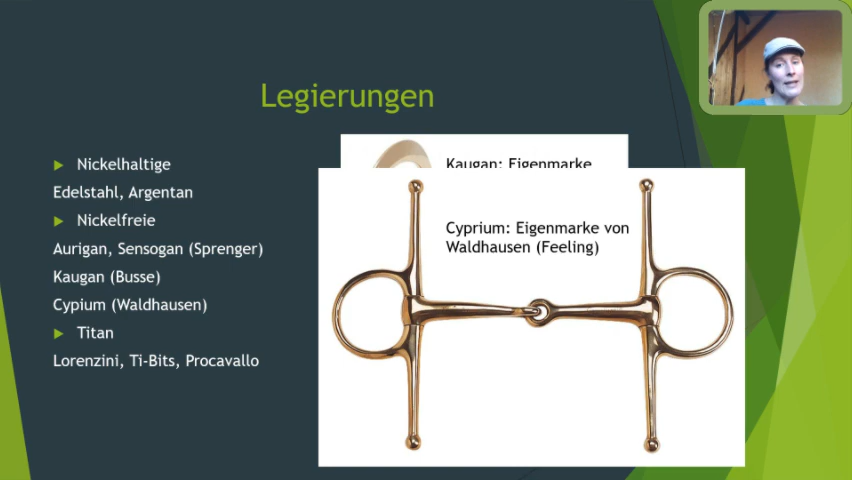 Legierungen
Nickelhaltige
Edelstahl, Argentan
Nickelfreie
Aurigan, Sensogan (Sprenger)
Kaugan (Busse)
Cypium (Waldhausen)
Titan
Lorenzini, Ti-Bits, Procavallo
Kaugan: Eigenmarke
Cyprium: Eigenmarke von
Waldhausen (Feeling)